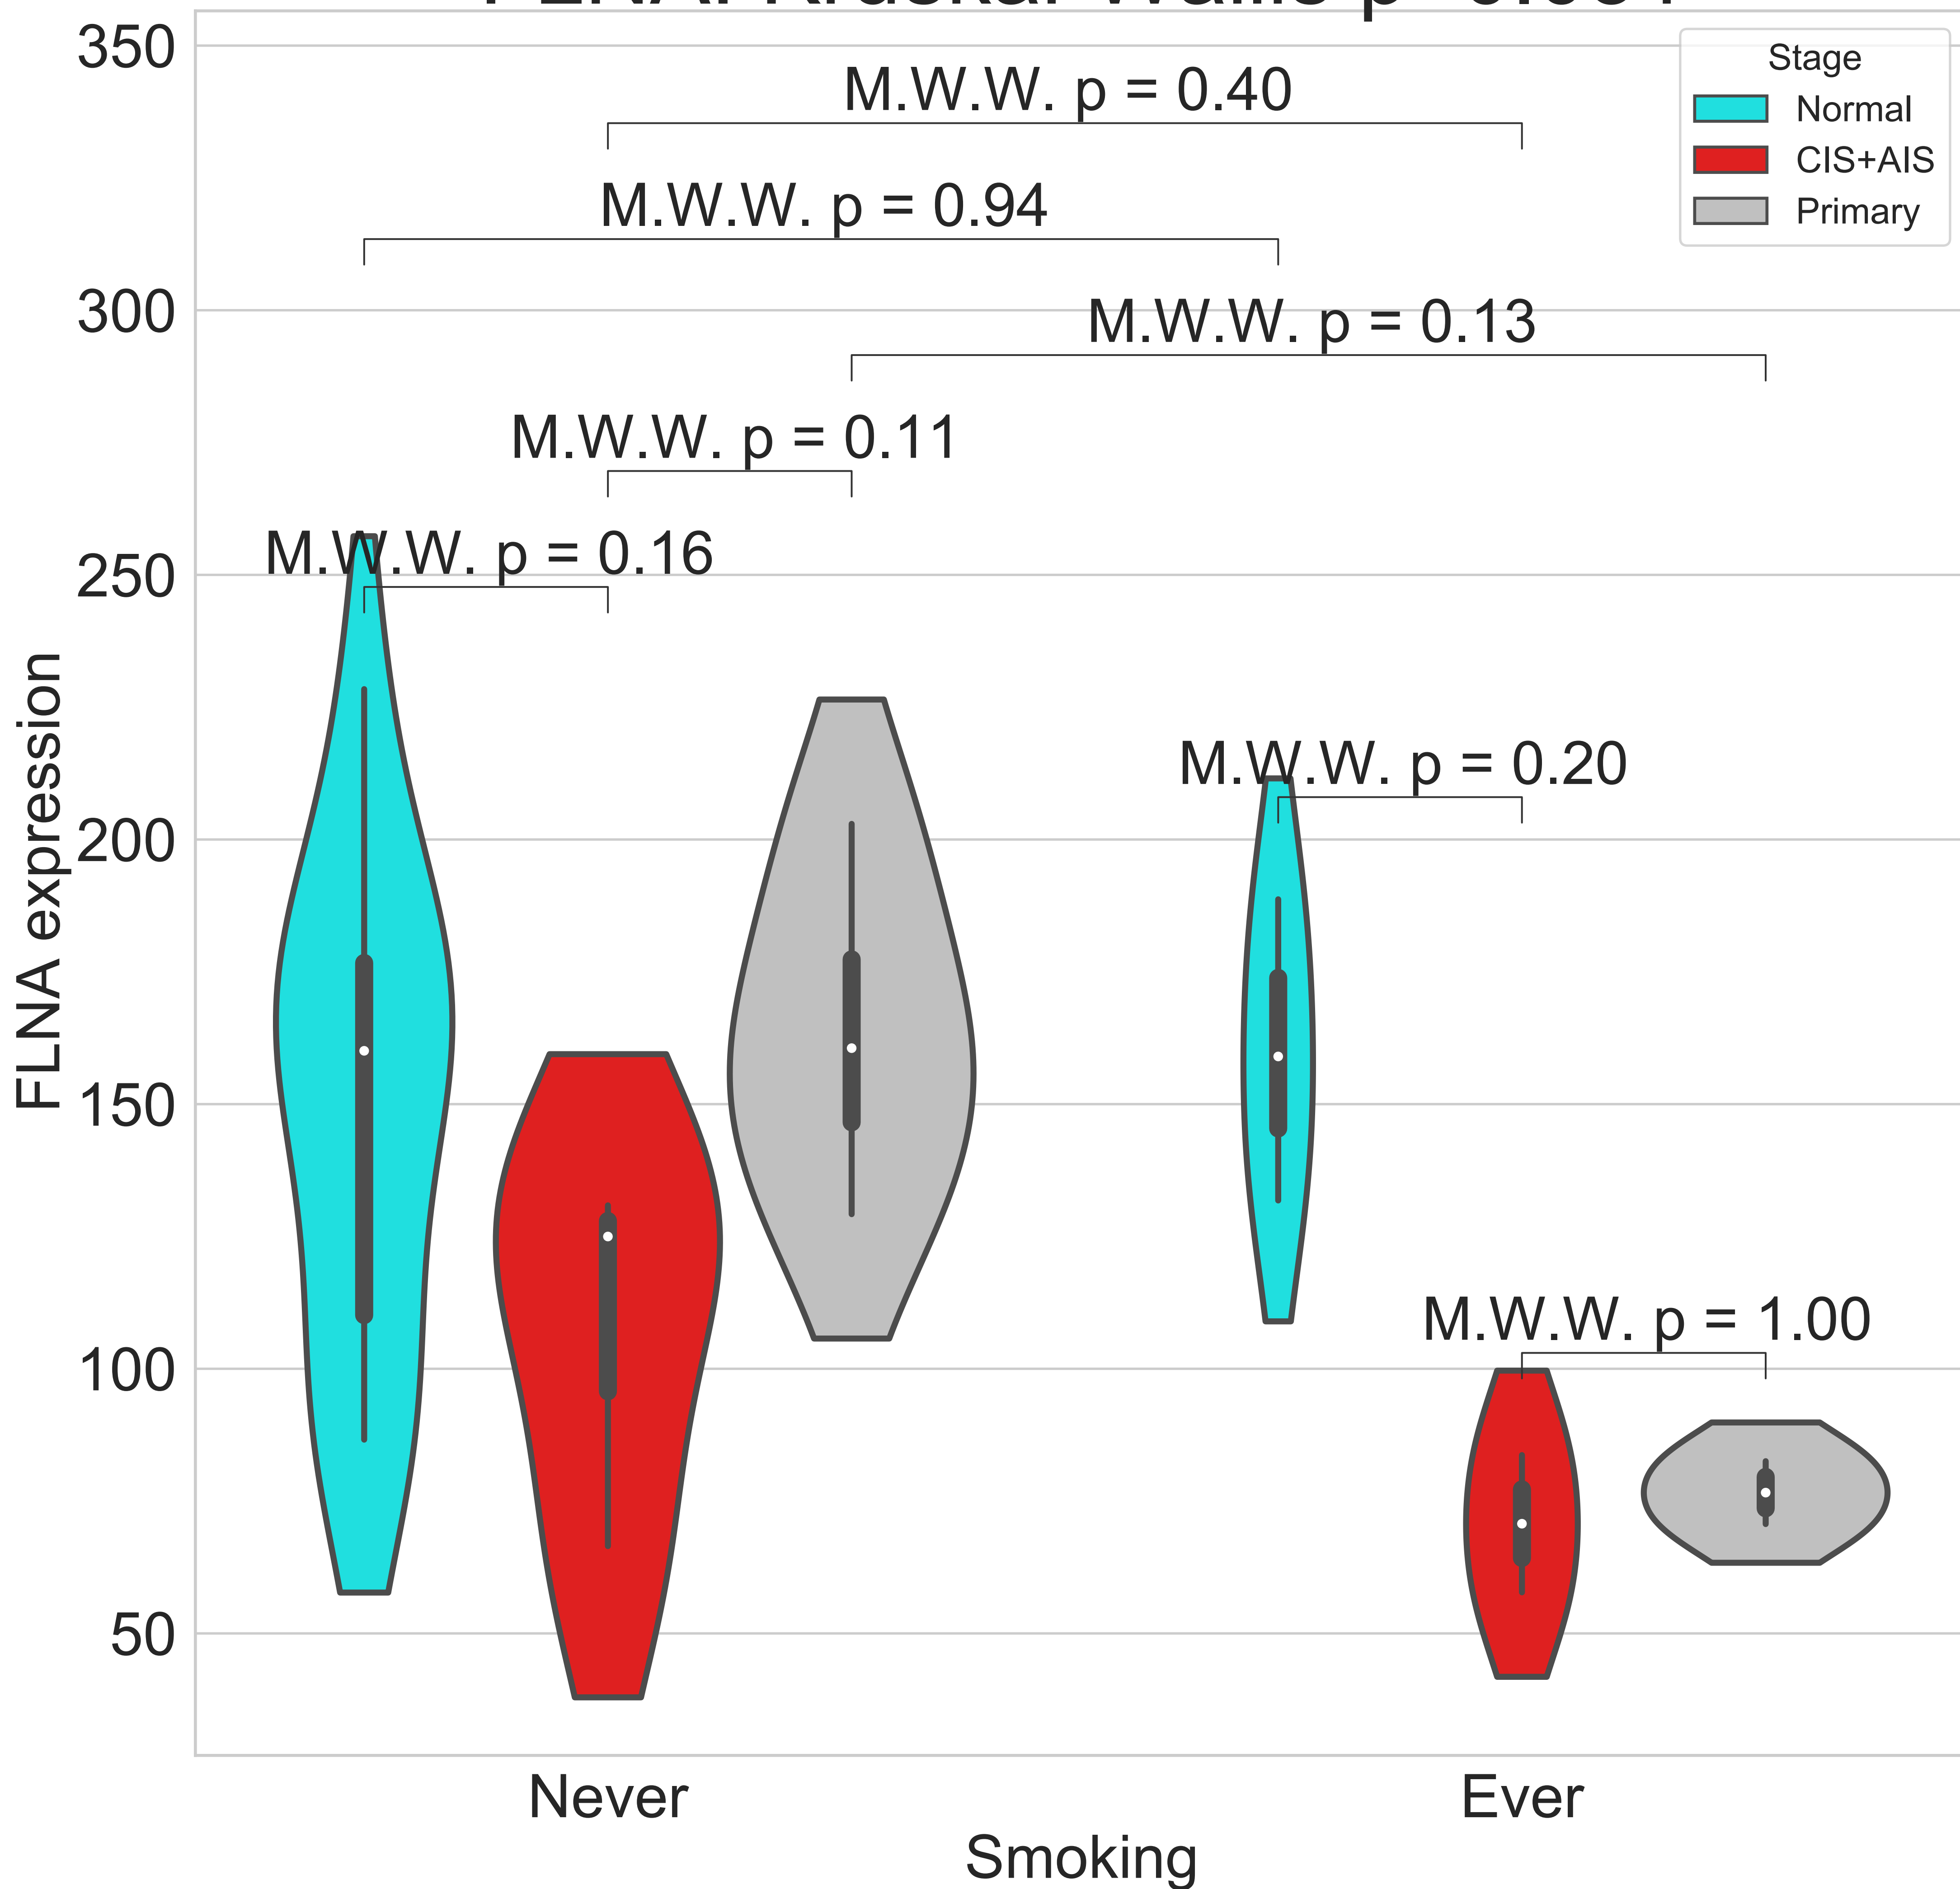 350
M.W.W. p = 0.40
Stage
Normal
CIS+AIS
Primary
M.W.W. p = 0.94
300
M.W.W. p = 0.13
M.W.W. p = 0.11
M.W.W. p = 0.16
250
M.W.W. p = 0.20
200
FLNA expression
150
M.W.W. p = 1.00
100
50
Never
Ever
Smoking